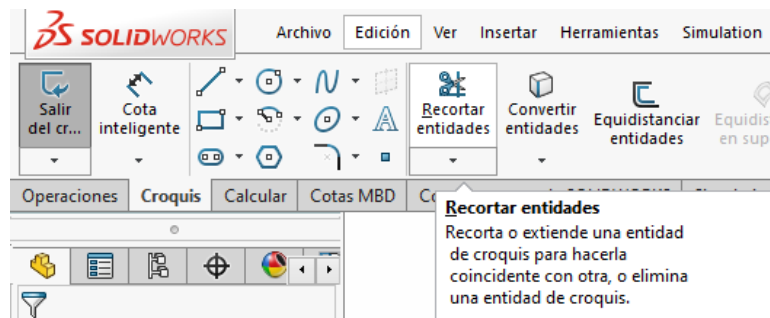 SOLIDWORKS Archivo Edición Ver Insertar Herramientas Simulation
Salir
del cr...
Cota
inteligente
Recortar
entidades
Convertir
entidades
Equidistanciar
entidades
en sup
Operaciones Croquis Calcular Cotas MBD
Recortar entidades
Recorta o extiende una entidad
de croquis para hacerla
coincidente con otra, o elimina
una entidad de croquis.